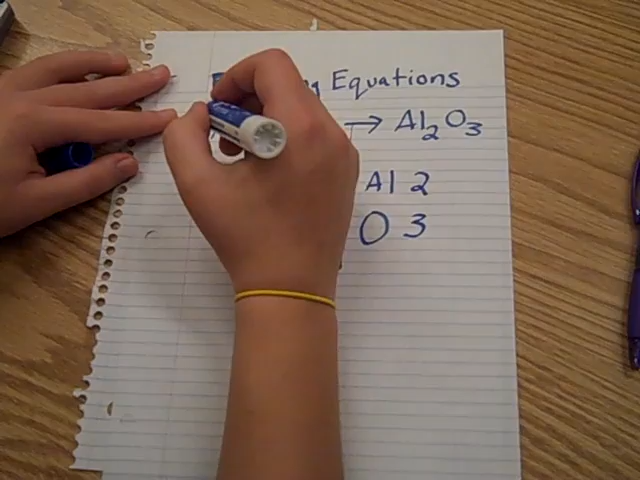 Equations
→ Al₂O₃
Al 2
O 3